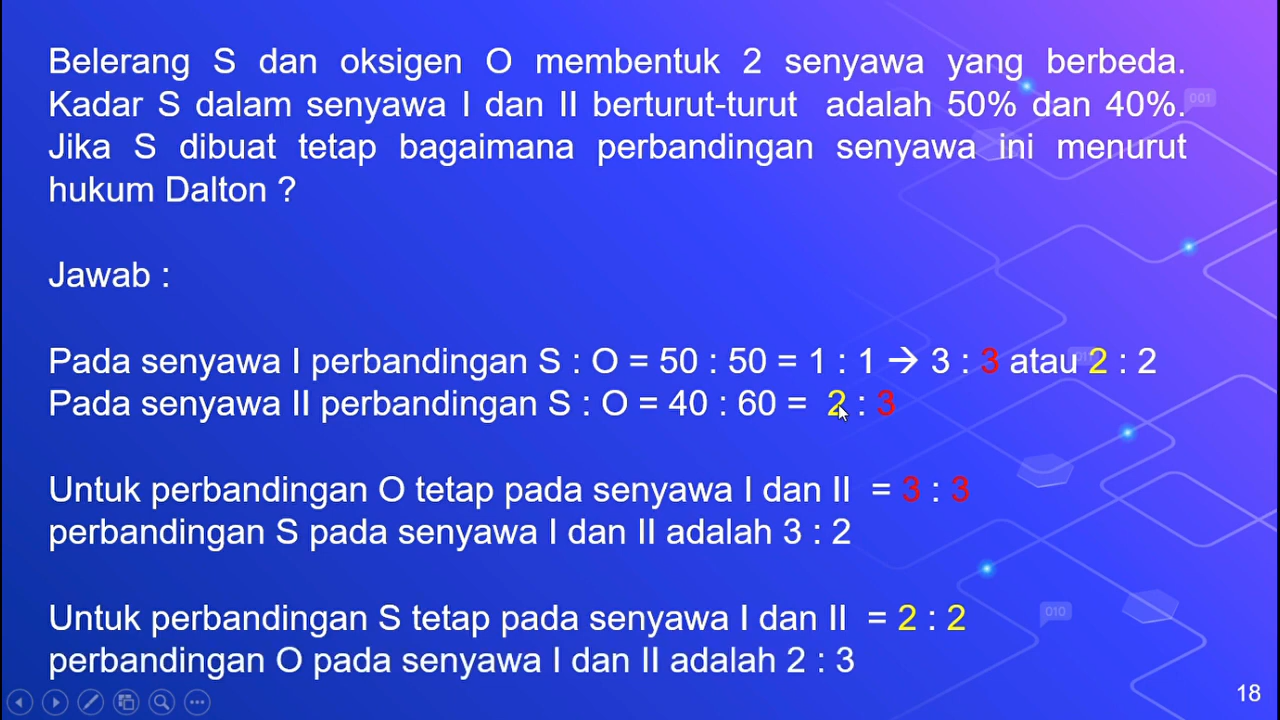 Belerang S dan oksigen O membentuk 2 senyawa yang berbeda.
Kadar S dalam senyawa I dan II berturut-turut adalah 50% dan 40%.
Jika S dibuat tetap bagaimana perbandingan senyawa ini menurut
hukum Dalton ?
Jawab :
Pada senyawa I perbandingan S : O = 50 : 50 = 1 : 1 → 3 : 3 atau 2 : 2
Pada senyawa II perbandingan S : O = 40 : 60 = 2 : 3
Untuk perbandingan O tetap pada senyawa I dan II = 3 : 3
perbandingan S pada senyawa I dan II adalah 3 : 2
Untuk perbandingan S tetap pada senyawa I dan II = 2 : 2
perbandingan O pada senyawa I dan II adalah 2 : 3
001
010
18